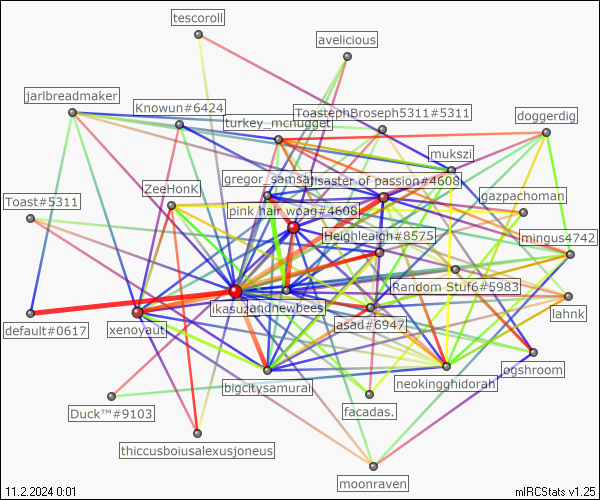 tescoroll
avelicious
jarlbreadmaker
Knowun#6424
ToastephBroseph5311#5311
turkey_mcnugget
doggerdig
mukszi
gregor_samsa
disaster of passion#4608
ZeeHonK
gazpachoman
Toast#5311
pink hair woag#4608
Heighleaigh#8575
mingus4742
Random Stuf6#5983
ikasuz
andnewbees
lahnk
default#0617
xenoyaut
asad#6947
ogshroom
bigcitysamurai
neokingghidorah
Duck™#9103
facadas.
thiccusboiusalexusjoneus
moonraven
11.2.2024 0:01
mIRCStats v1.25